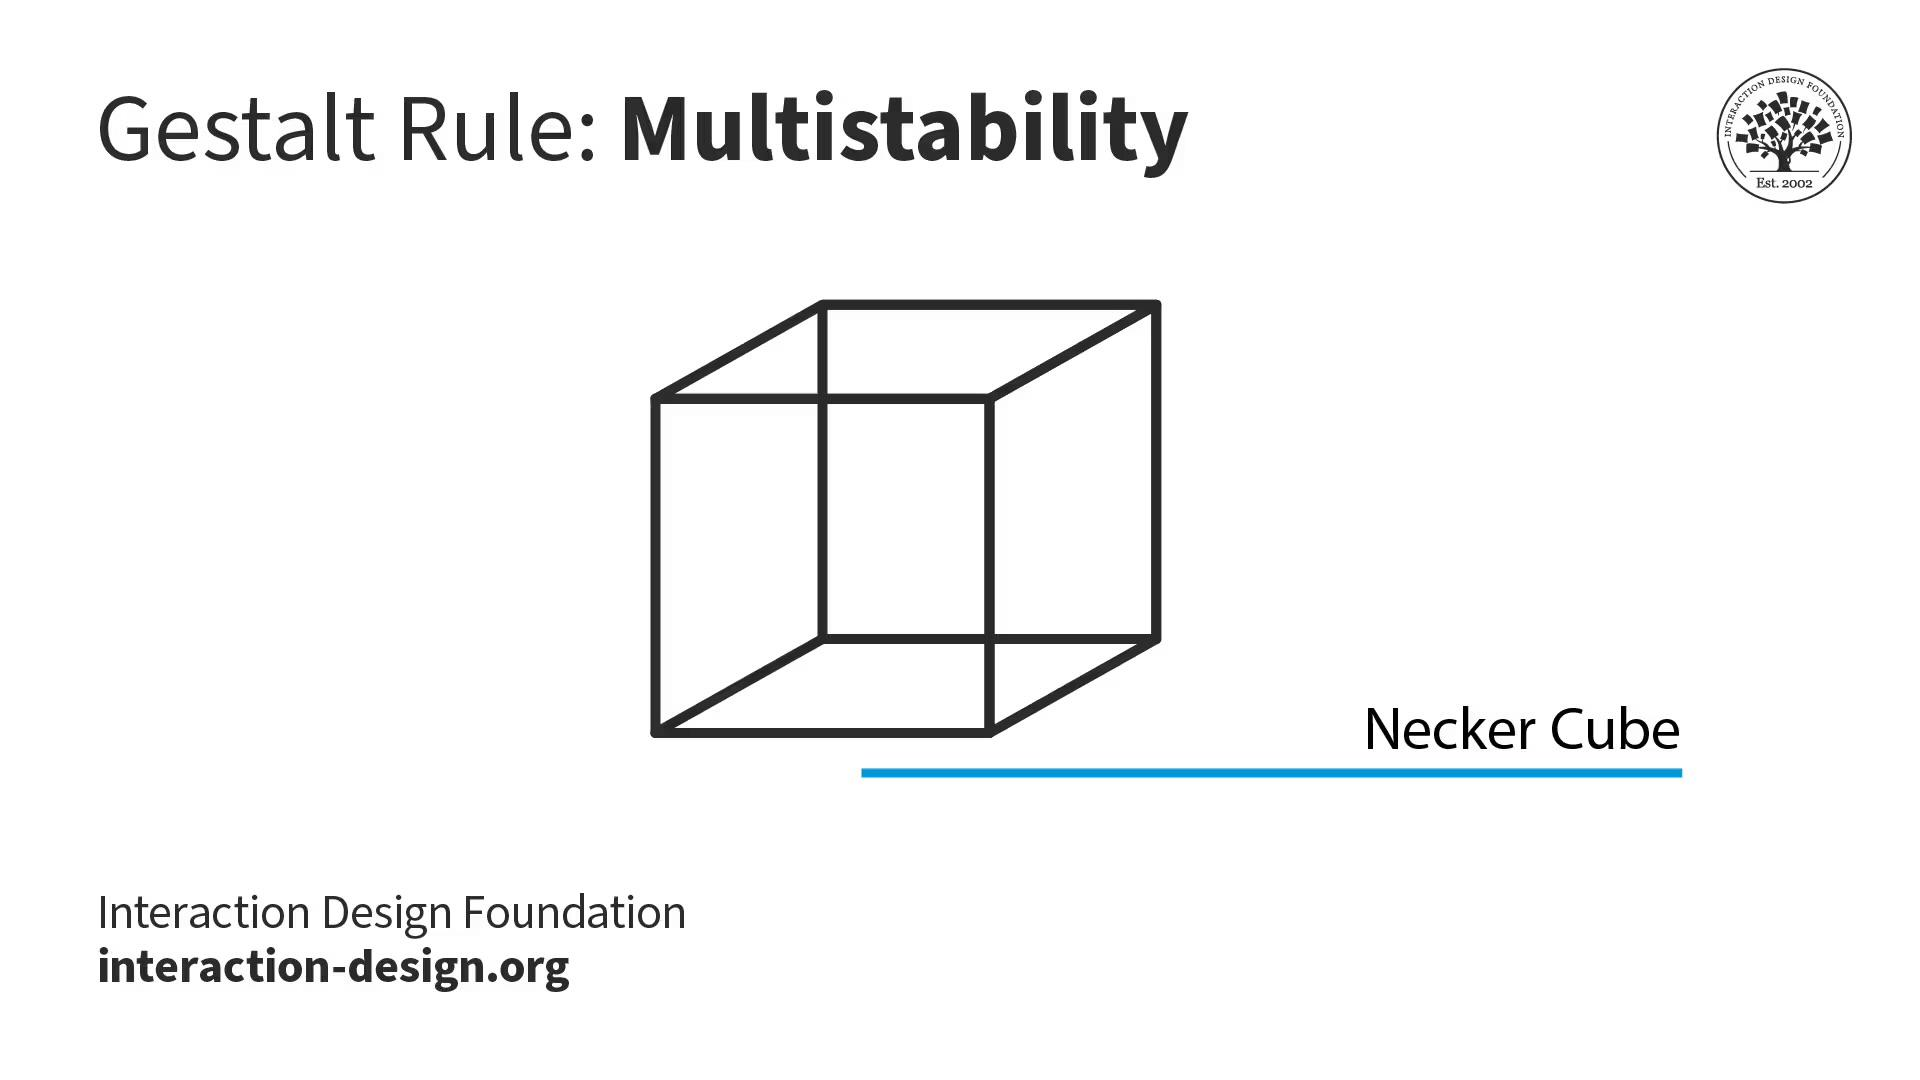 Gestalt Rule: Multistability
INTERACTION DESIGN FOUNDATION
Est. 2002
Necker Cube
Interaction Design Foundation
interaction-design.org